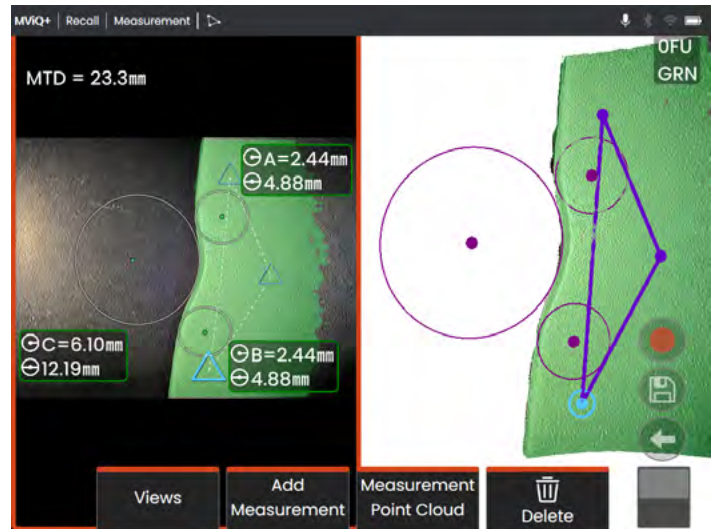 MViQ+ | Recall | Measurement |
0FU
GRN
MTD = 23.3mm
A=2.44mm
4.88mm
C=6.10mm
12.19mm
B=2.44mm
4.88mm
Views
Add
Measurement
Measurement
Point Cloud
Delete